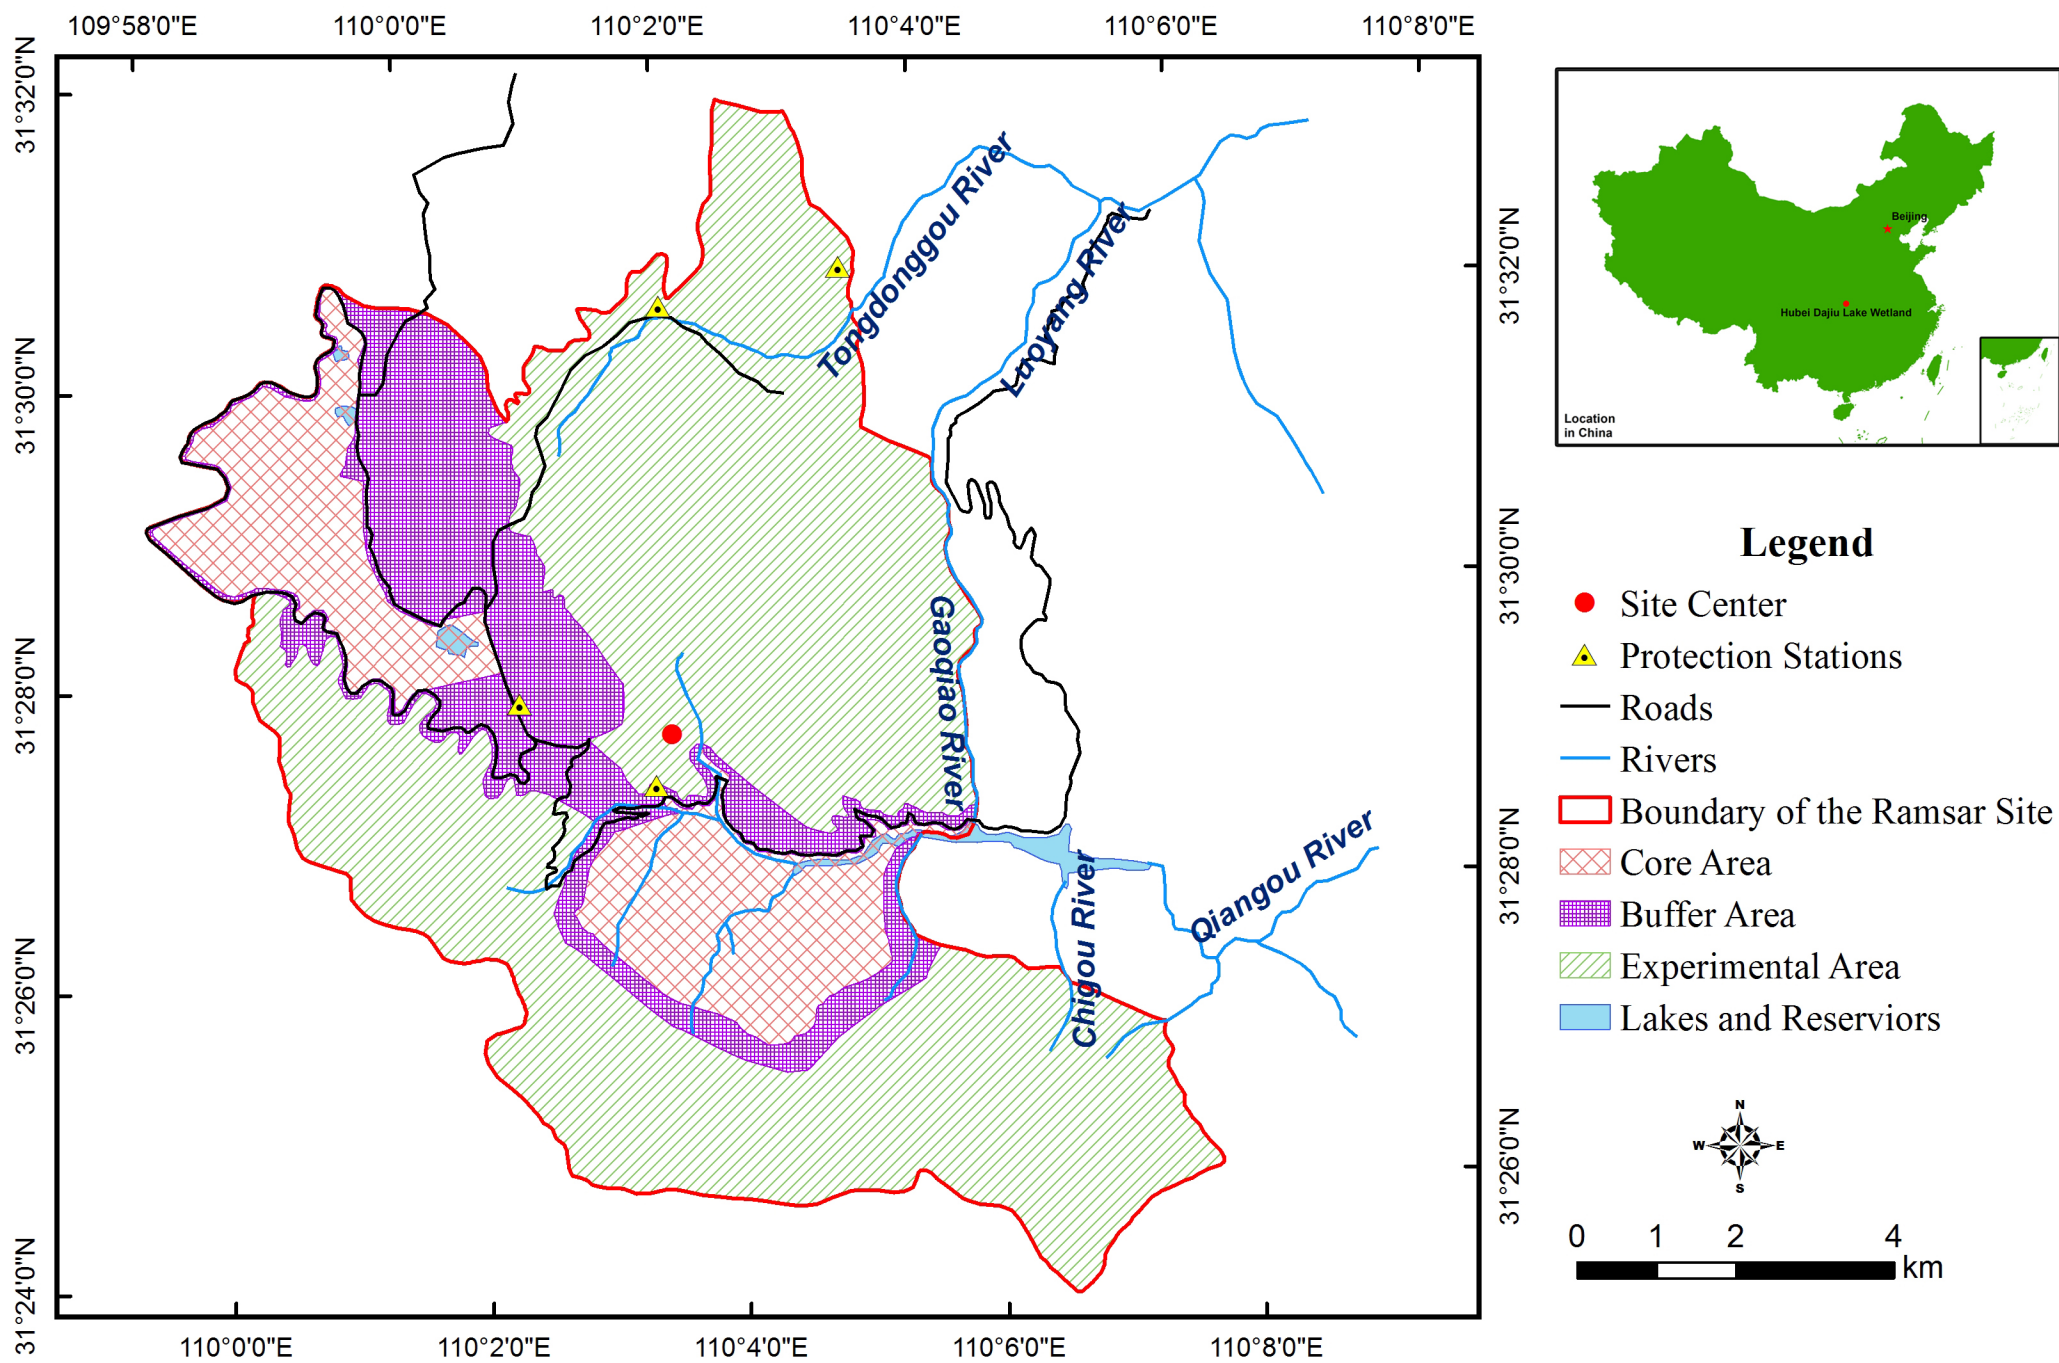 109°58'0"E 110°0'0"E 110°2'0"E 110°4'0"E 110°6'0"E 110°8'0"E
31°32'0"N
31°30'0"N
31°28'0"N
31°26'0"N
31°24'0"N
Tongdonggou River
Luoyang River
Gaoqiao River
Chigou River
Qiangou River
31°32'0"N
31°30'0"N
31°28'0"N
31°26'0"N
110°0'0"E 110°2'0"E 110°4'0"E 110°6'0"E 110°8'0"E
Beijing
Hubei Dajiu Lake Wetland
Location
in China
Legend
Site Center
Protection Stations
Roads
Rivers
Boundary of the Ramsar Site
Core Area
Buffer Area
Experimental Area
Lakes and Reserviors
N
W E
S
0 1 2 4
km